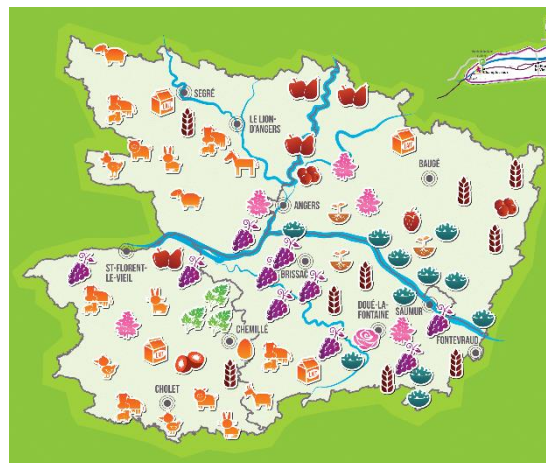 SEGRÉ
LE LION-
D'ANGERS
BAUGÉ
ANGERS
ST-FLORENT-
LE-VIEIL
BRISSAC
DOUÉ-LA-
FONTAINE
SAUMUR
CHEMILLÉ
FONTEVRAUD
CHOLET